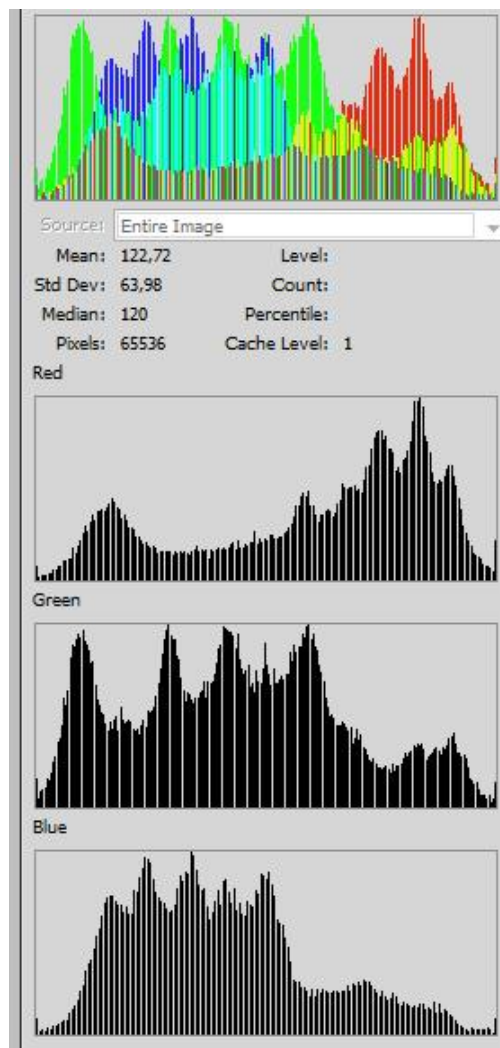 Source: Entire Image
Mean: 122,72 Level:
Std Dev: 63,98 Count:
Median: 120 Percentile:
Pixels: 65536 Cache Level: 1
Red
Green
Blue